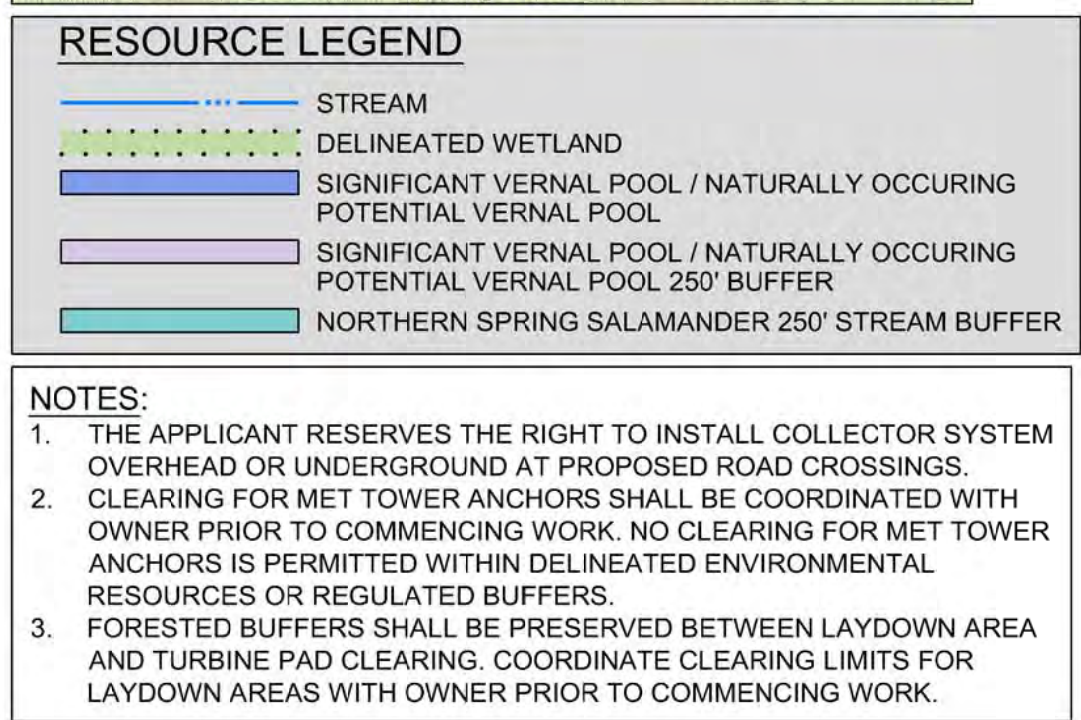 RESOURCE LEGEND
STREAM
DELINEATED WETLAND
SIGNIFICANT VERNAL POOL / NATURALLY OCCURING
POTENTIAL VERNAL POOL
SIGNIFICANT VERNAL POOL / NATURALLY OCCURING
POTENTIAL VERNAL POOL 250' BUFFER
NORTHERN SPRING SALAMANDER 250' STREAM BUFFER
NOTES:
1. THE APPLICANT RESERVES THE RIGHT TO INSTALL COLLECTOR SYSTEM
OVERHEAD OR UNDERGROUND AT PROPOSED ROAD CROSSINGS.
2. CLEARING FOR MET TOWER ANCHORS SHALL BE COORDINATED WITH
OWNER PRIOR TO COMMENCING WORK. NO CLEARING FOR MET TOWER
ANCHORS IS PERMITTED WITHIN DELINEATED ENVIRONMENTAL
RESOURCES OR REGULATED BUFFERS.
3. FORESTED BUFFERS SHALL BE PRESERVED BETWEEN LAYDOWN AREA
AND TURBINE PAD CLEARING. COORDINATE CLEARING LIMITS FOR
LAYDOWN AREAS WITH OWNER PRIOR TO COMMENCING WORK.